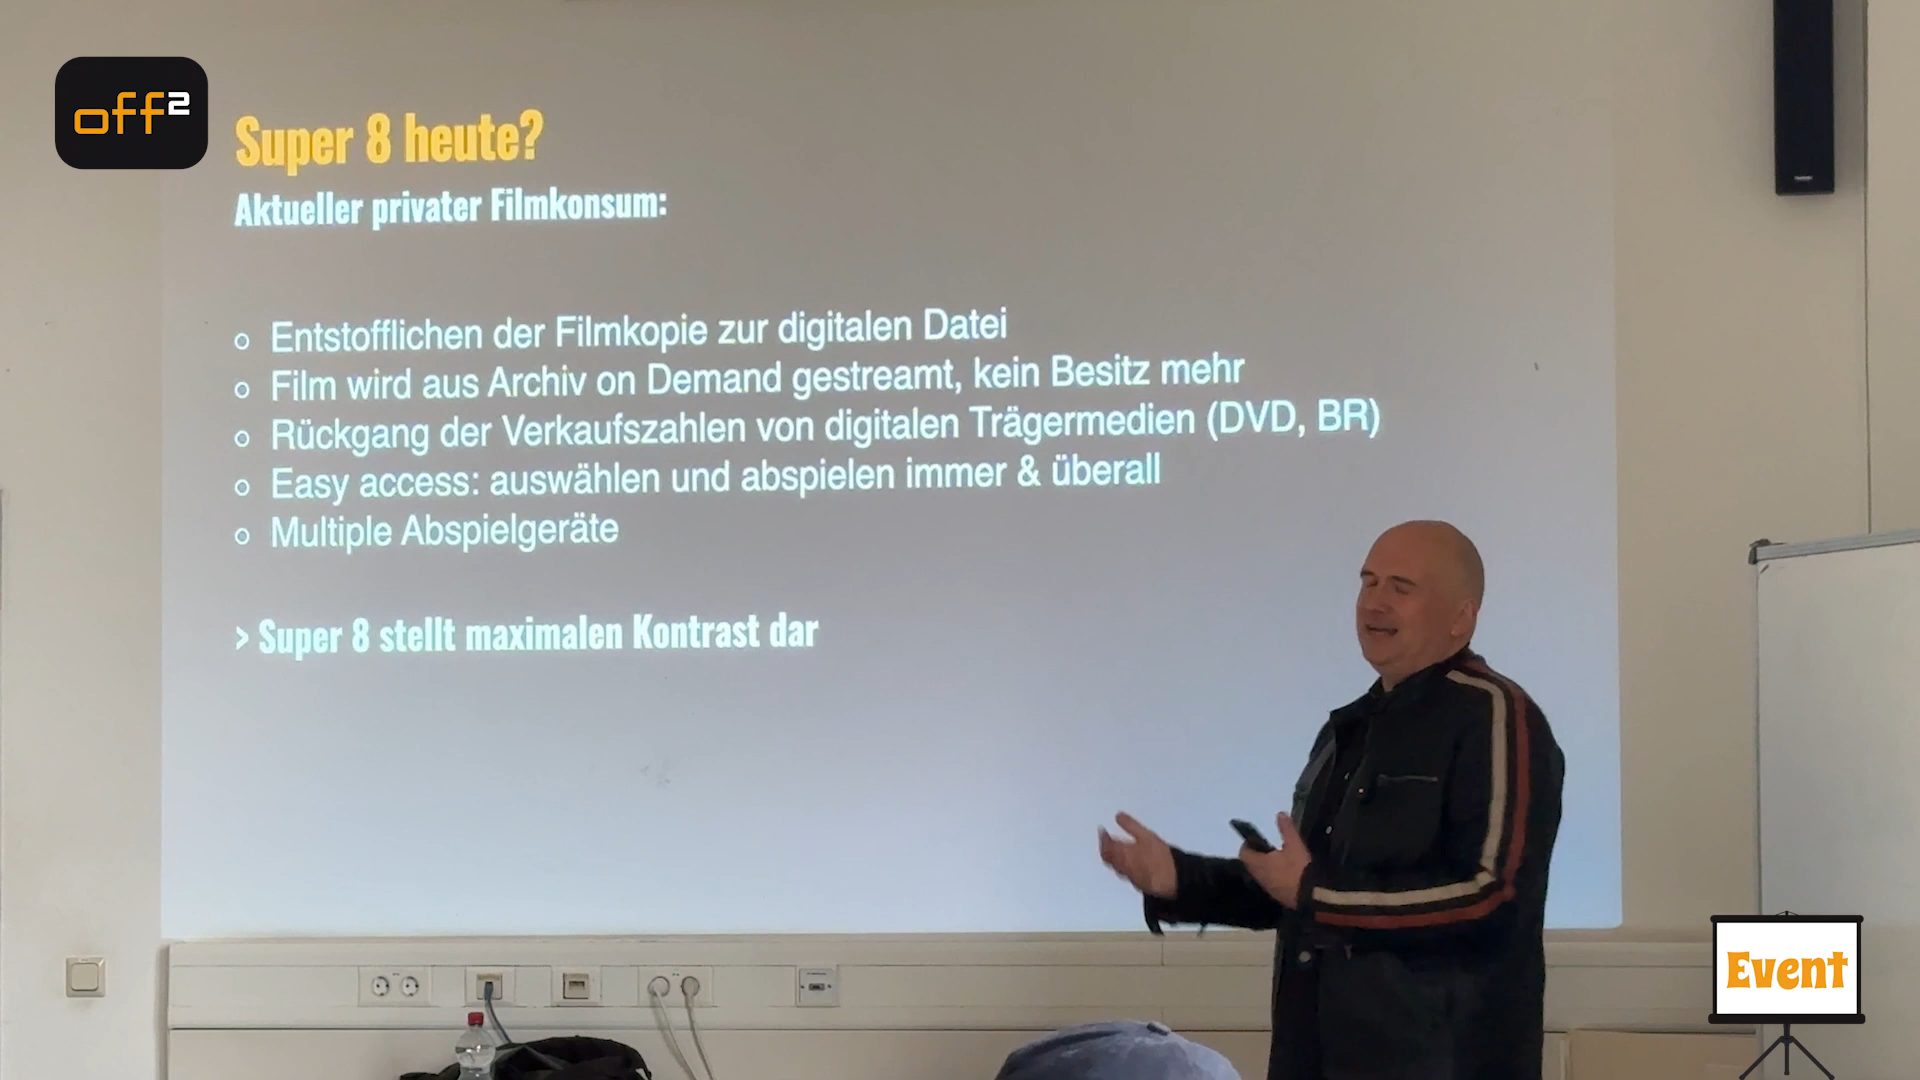 off²
Super 8 heute?
Aktueller privater Filmkonsum:
Entstofflichen der Filmkopie zur digitalen Datei
Film wird aus Archiv on Demand gestreamt, kein Besitz mehr
Rückgang der Verkaufszahlen von digitalen Trägermedien (DVD, BR)
Easy access: auswählen und abspielen immer & überall
Multiple Abspielgeräte
> Super 8 stellt maximalen Kontrast dar
Event